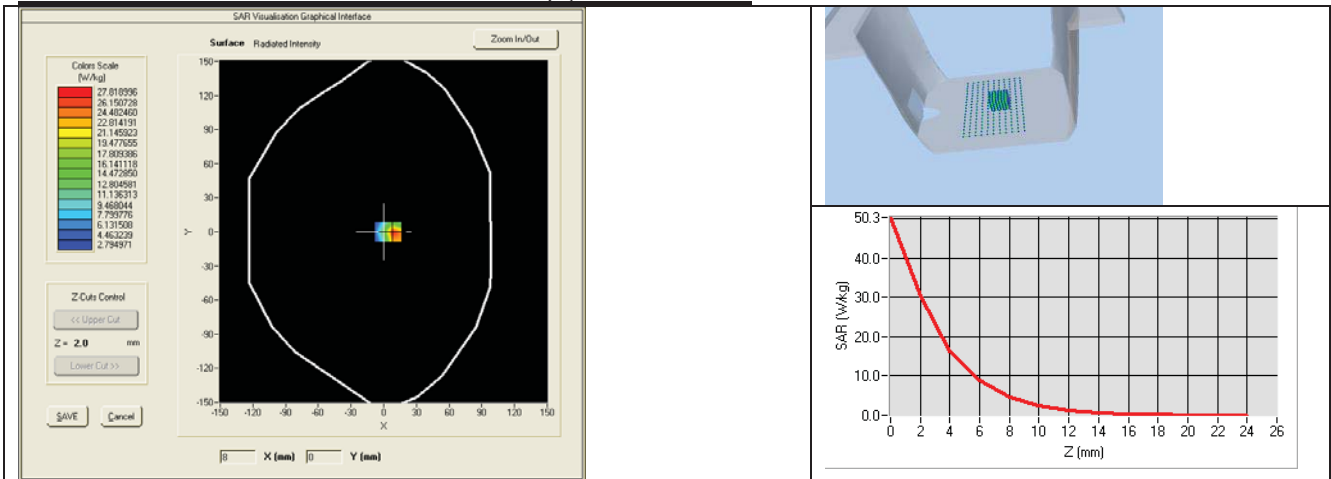 SAR Visualisation Graphical Interface
Surface Radiated Intensity
Zoom In/Out
Colors Scale
(W/kg)
27.818996
26.150728
24.482460
22.814191
21.145923
19.477655
17.809386
16.141118
14.472850
12.804581
11.136313
9.468044
7.799776
6.131508
4.463239
2.794971
Z-Cuts Control
<< Upper Cut
Z = 2.0 mm
Lower Cut >>
SAVE Cancel
150
120
90
60
30
0
-30
-60
-90
-120
-150
Y
-150 -120 -90 -60 -30 0 30 60 90 120 150
X
8 X (mm) 0 Y (mm)
50.3
40.0
30.0
20.0
10.0
0.0
SAR (W/kg)
0 2 4 6 8 10 12 14 16 18 20 22 24 26
Z (mm)